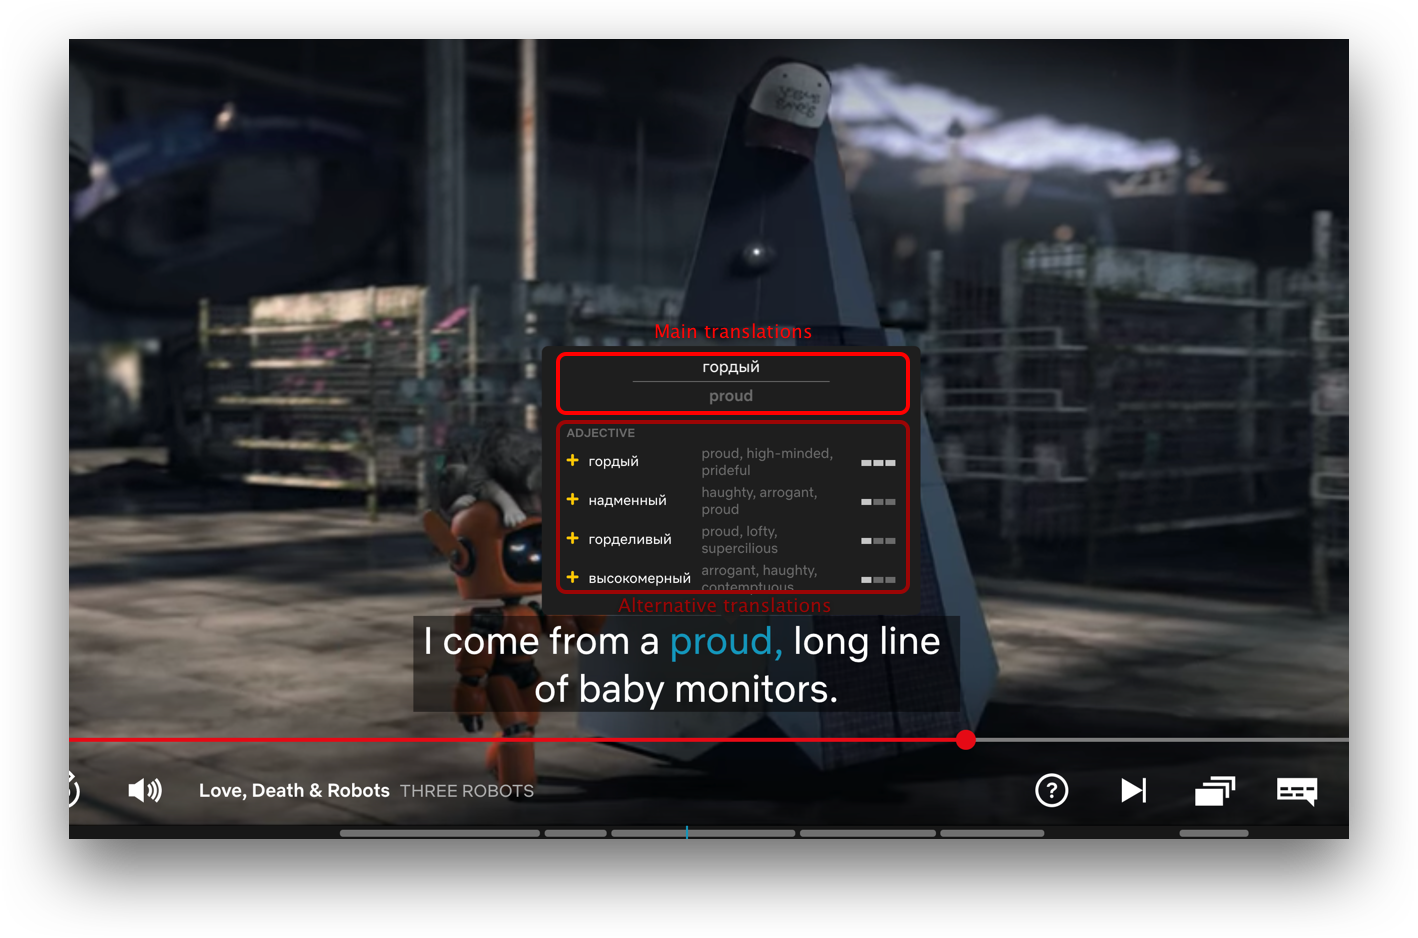 Main translations
гордый
proud
ADJECTIVE
+ гордый proud, high-minded, prideful
+ надменный haughty, arrogant, proud
+ горделивый proud, lofty, supercilious
+ высокомерный arrogant, haughty, contemptuous
Alternative translations
I come from a proud, long line
of baby monitors.
Love, Death & Robots THREE ROBOTS
?